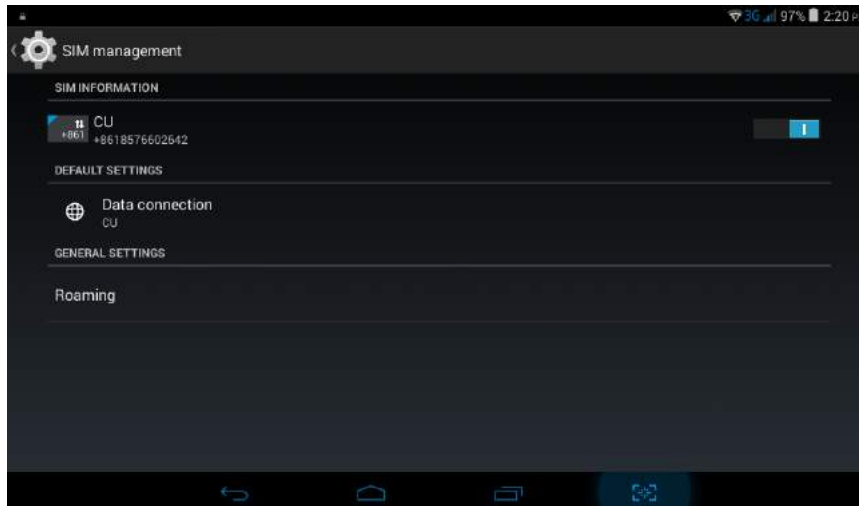 3G 97% 2:20 P
SIM management
SIM INFORMATION
CU
+861
+8618576602642
DEFAULT SETTINGS
Data connection
CU
GENERAL SETTINGS
Roaming